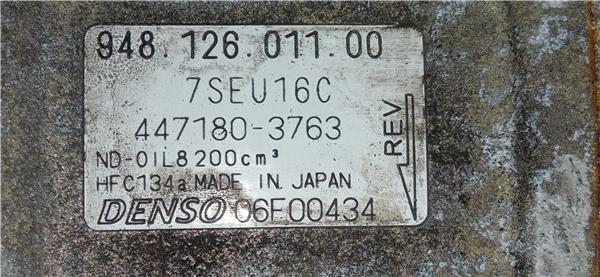 948.126.011.00
7SEU16C
447180-3763
ND-OIL8 200cm³
HFC134a MADE IN JAPAN
DENSO 06F00434
REV